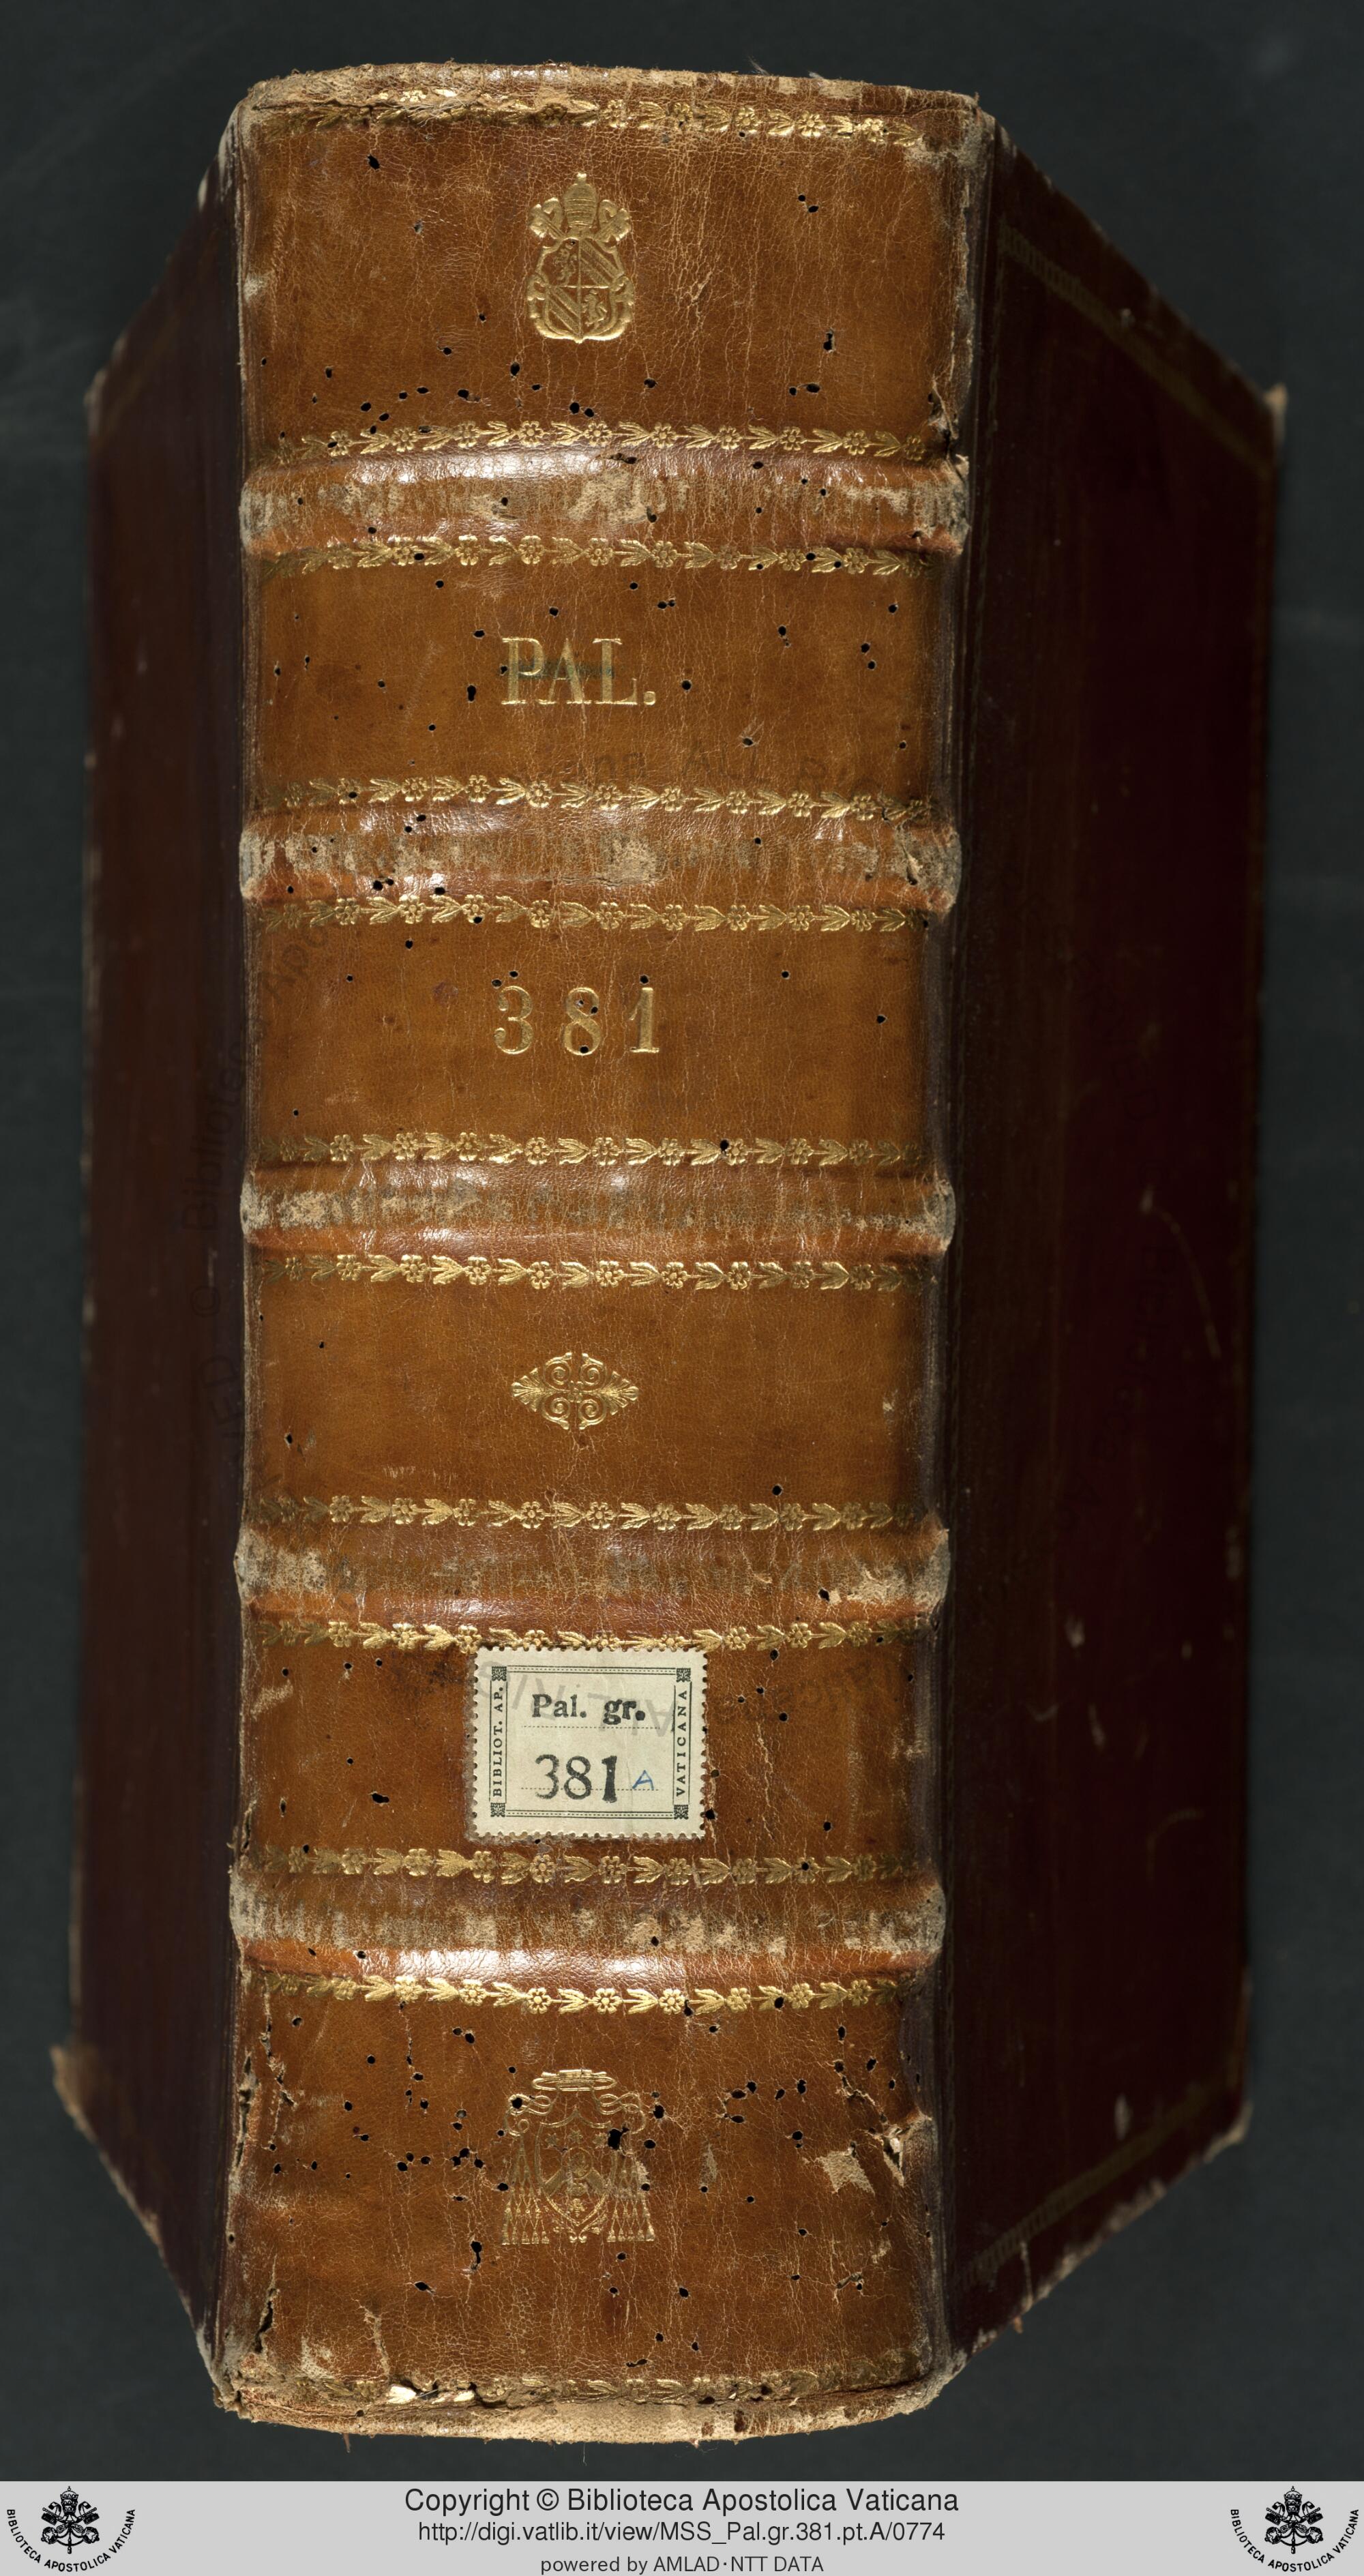 PAL.
381
BIBLIOT. AP.
Pal. gr.
381 A
VATICANA
Copyright © Biblioteca Apostolica Vaticana
http://digi.vatlib.it/view/MSS_Pal.gr.381.pt.A/0774
powered by AMLAD·NTT DATA
BIBLIOTECA APOSTOLICA VATICANA
BIBLIOTECA APOSTOLICA VATICANA